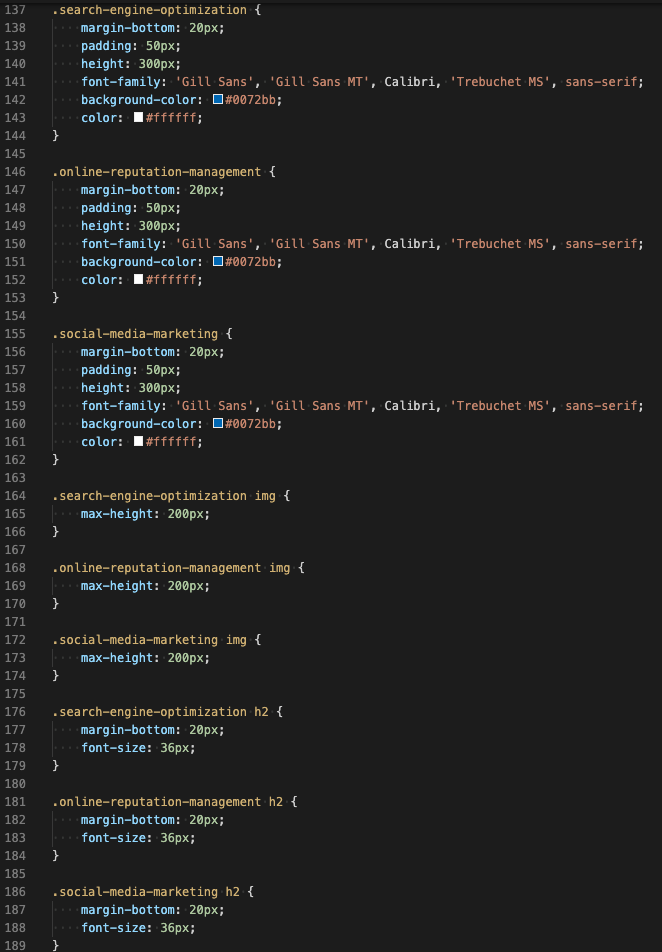 137 .search-engine-optimization {
138     margin-bottom: 20px;
139     padding: 50px;
140     height: 300px;
141     font-family: 'Gill Sans', 'Gill Sans MT', Calibri, 'Trebuchet MS', sans-serif;
142     background-color: #0072bb;
143     color: #ffffff;
144 }
145
146 .online-reputation-management {
147     margin-bottom: 20px;
148     padding: 50px;
149     height: 300px;
150     font-family: 'Gill Sans', 'Gill Sans MT', Calibri, 'Trebuchet MS', sans-serif;
151     background-color: #0072bb;
152     color: #ffffff;
153 }
154
155 .social-media-marketing {
156     margin-bottom: 20px;
157     padding: 50px;
158     height: 300px;
159     font-family: 'Gill Sans', 'Gill Sans MT', Calibri, 'Trebuchet MS', sans-serif;
160     background-color: #0072bb;
161     color: #ffffff;
162 }
163
164 .search-engine-optimization img {
165     max-height: 200px;
166 }
167
168 .online-reputation-management img {
169     max-height: 200px;
170 }
171
172 .social-media-marketing img {
173     max-height: 200px;
174 }
175
176 .search-engine-optimization h2 {
177     margin-bottom: 20px;
178     font-size: 36px;
179 }
180
181 .online-reputation-management h2 {
182     margin-bottom: 20px;
183     font-size: 36px;
184 }
185
186 .social-media-marketing h2 {
187     margin-bottom: 20px;
188     font-size: 36px;
189 }